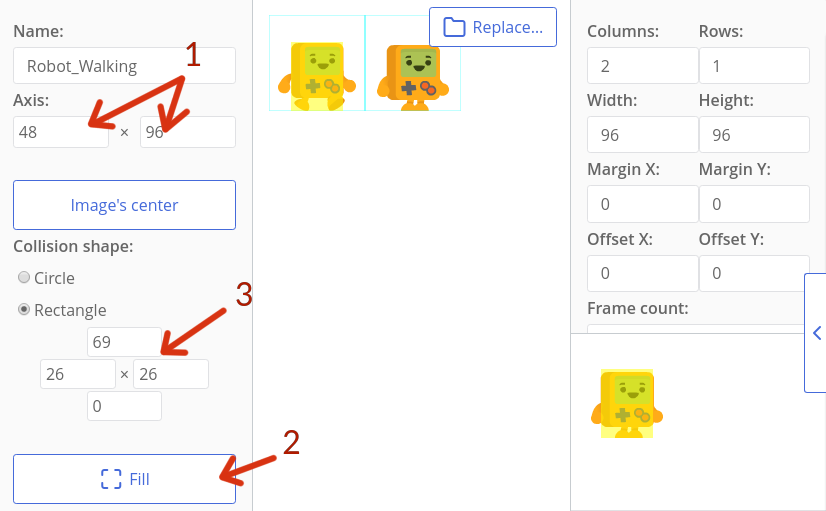 Name:
Robot_Walking
1
Axis:
48 × 96
Image's center
Collision shape:
Circle
Rectangle
3
69
26 × 26
0
2
Fill
Replace...
Columns: Rows:
2 1
Width: Height:
96 96
Margin X: Margin Y:
0 0
Offset X: Offset Y:
0 0
Frame count: